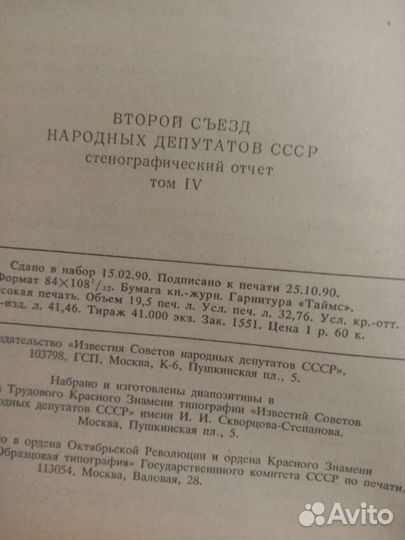 ВТОРОЙ СЪЕЗД
НАРОДНЫХ ДЕПУТАТОВ СССР
стенографический отчет
том IV
Сдано в набор 15.02.90. Подписано к печати 25.10.90.
Формат 84×108 1/32. Бумага кн.-журн. Гарнитура «Таймс».
сокая печать. Объем 19,5 печ л. Усл. печ. л. 32,76. Усл. кр.-отт.
-изд. л. 41,46. Тираж 41.000 экз. Зак. 1551. Цена 1 р. 60 к.
дательство «Известия Советов народных депутатов СССР».
103798, ГСП, Москва, К-6, Пушкинская пл., 5.
Набрано и изготовлены диапозитивы в
Трудового Красного Знамени типографии «Известий Советов
одных депутатов СССР» имени И. И. Скворцова-Степанова.
Москва, Пушкинская пл., 5.
о в ордена Октябрьской Революции и ордена Красного Знамени
Образцовая типография» Государственнного комитета СССР по печати.
113054, Москва, Валовая, 28.
Avito